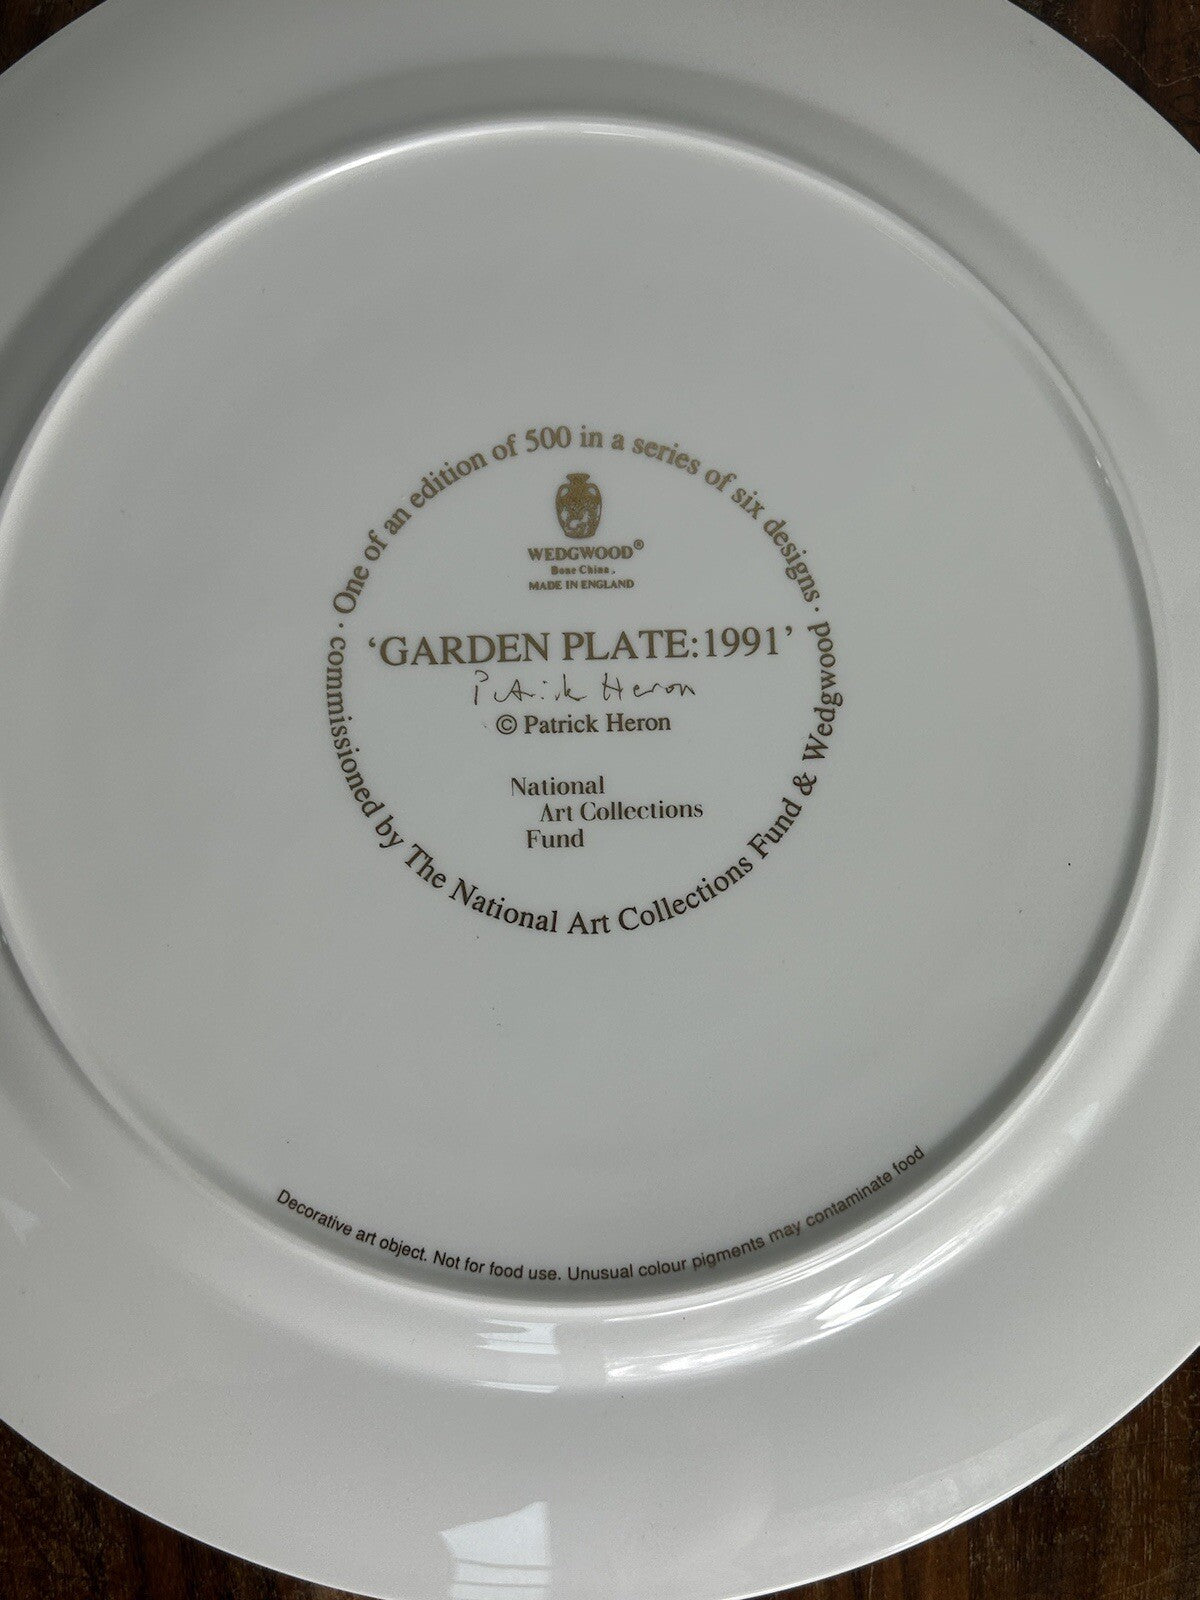 · One of an edition of 500 in a series of six designs ·
WEDGWOOD®
Bone China.
MADE IN ENGLAND
‘GARDEN PLATE:1991’
Patrick Heron
© Patrick Heron
National
Art Collections
Fund
commissioned by The National Art Collections Fund & Wedgwood
Decorative art object. Not for food use. Unusual colour pigments may contaminate food